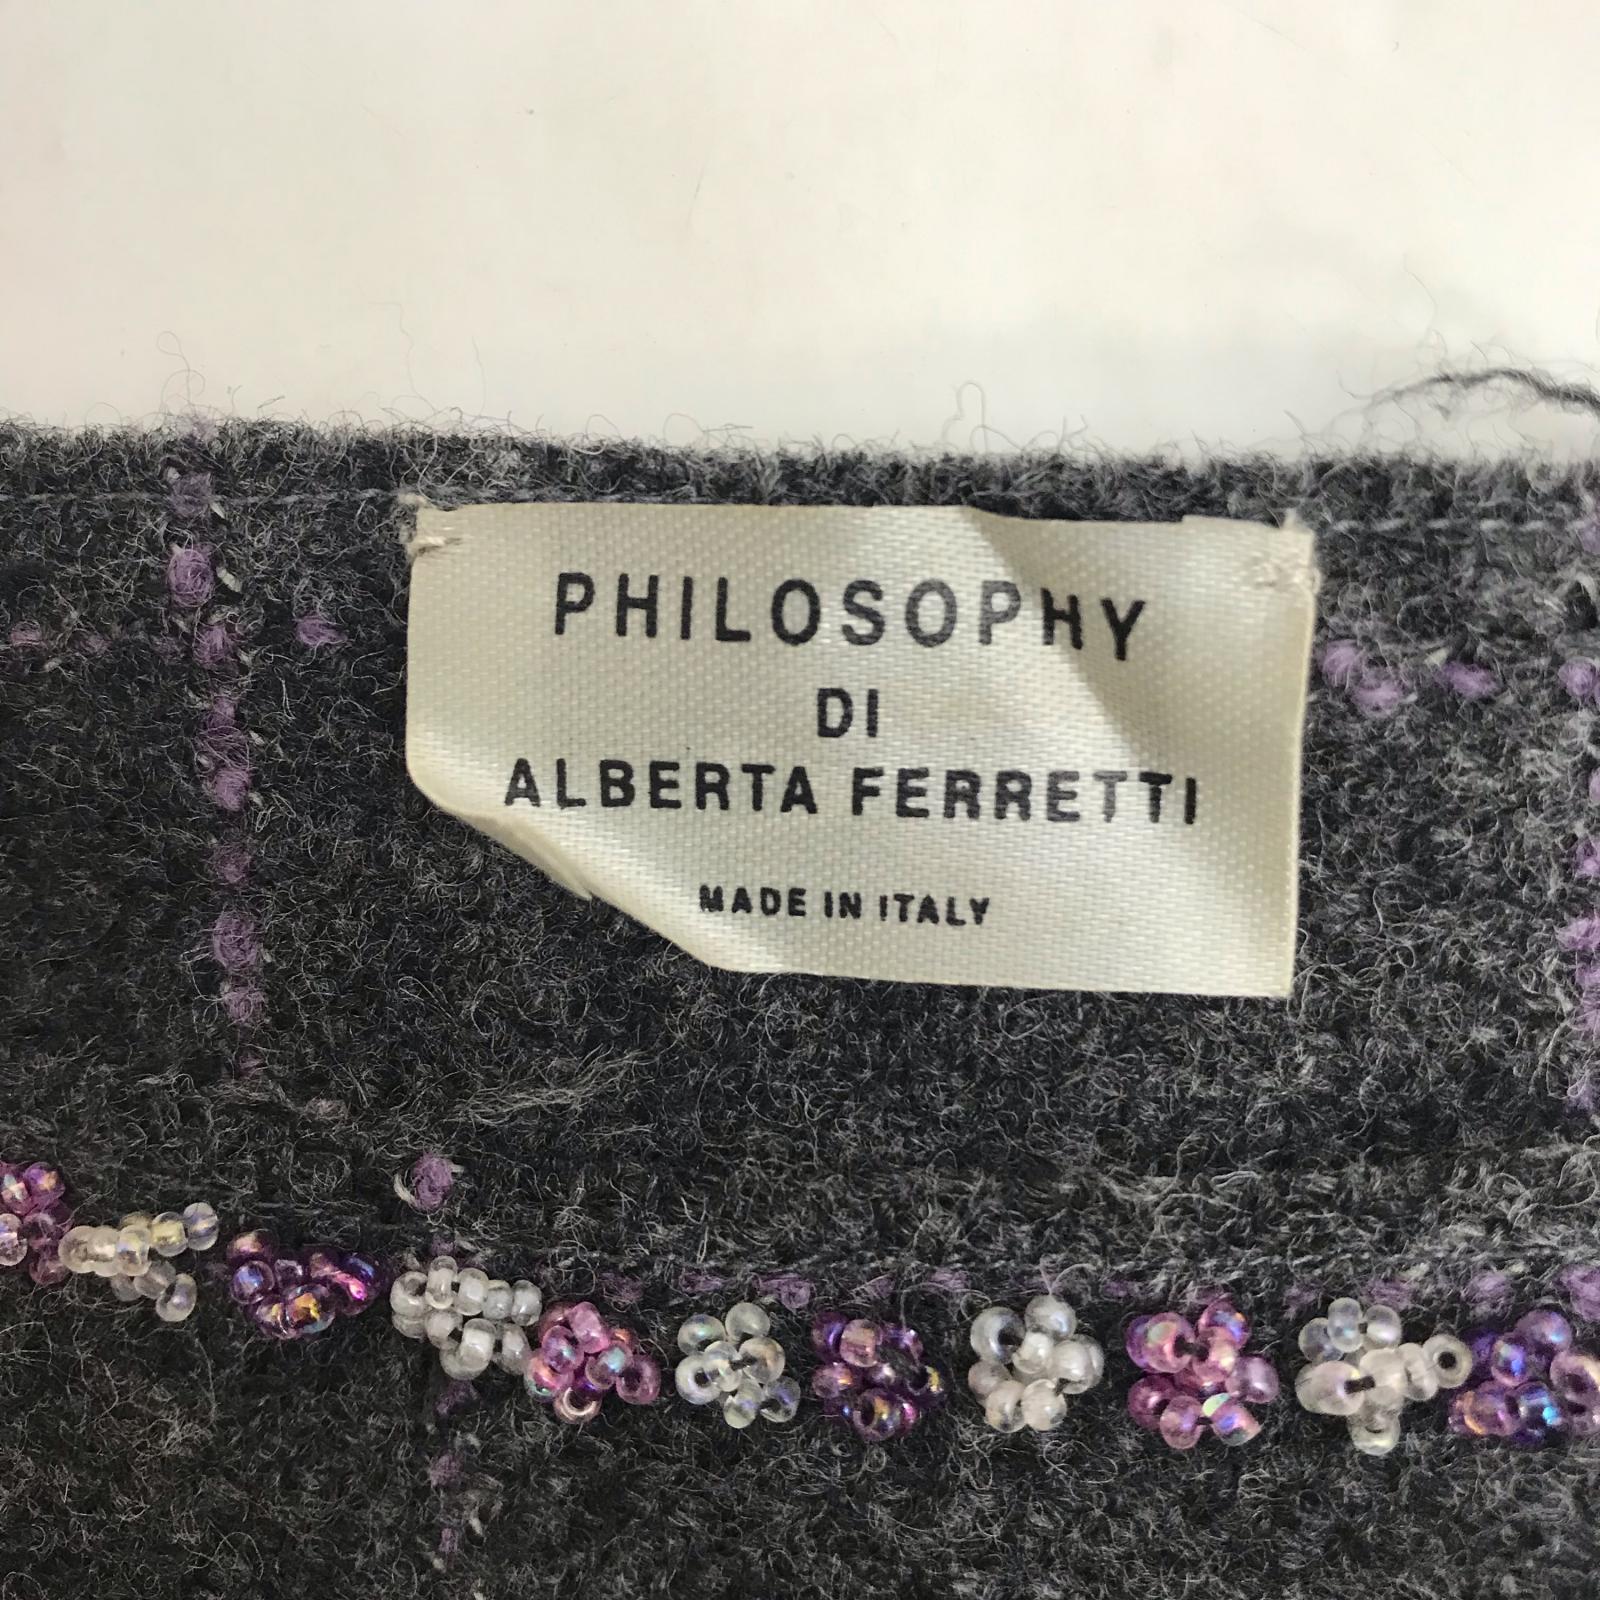 PHILOSOPHY
DI
ALBERTA FERRETTI
MADE IN ITALY